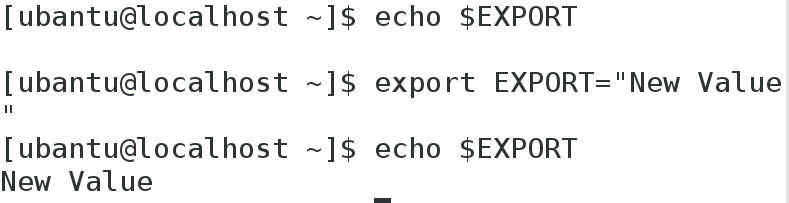 [ubantu@localhost ~]$ echo $EXPORT
[ubantu@localhost ~]$ export EXPORT="New Value
"
[ubantu@localhost ~]$ echo $EXPORT
New Value